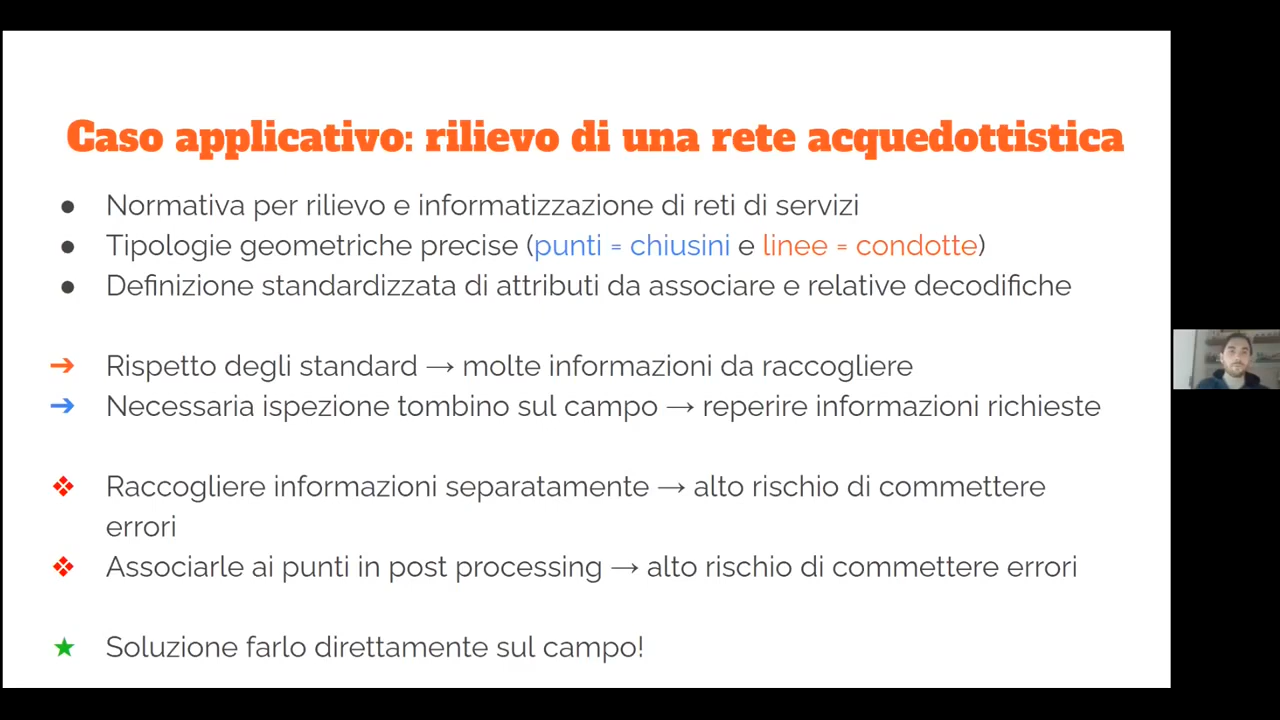 Caso applicativo: rilievo di una rete acquedottistica
● Normativa per rilievo e informatizzazione di reti di servizi
● Tipologie geometriche precise (punti = chiusini e linee = condotte)
● Definizione standardizzata di attributi da associare e relative decodifiche
➔ Rispetto degli standard → molte informazioni da raccogliere
➔ Necessaria ispezione tombino sul campo → reperire informazioni richieste
❖ Raccogliere informazioni separatamente → alto rischio di commettere
errori
❖ Associarle ai punti in post processing → alto rischio di commettere errori
★ Soluzione farlo direttamente sul campo!